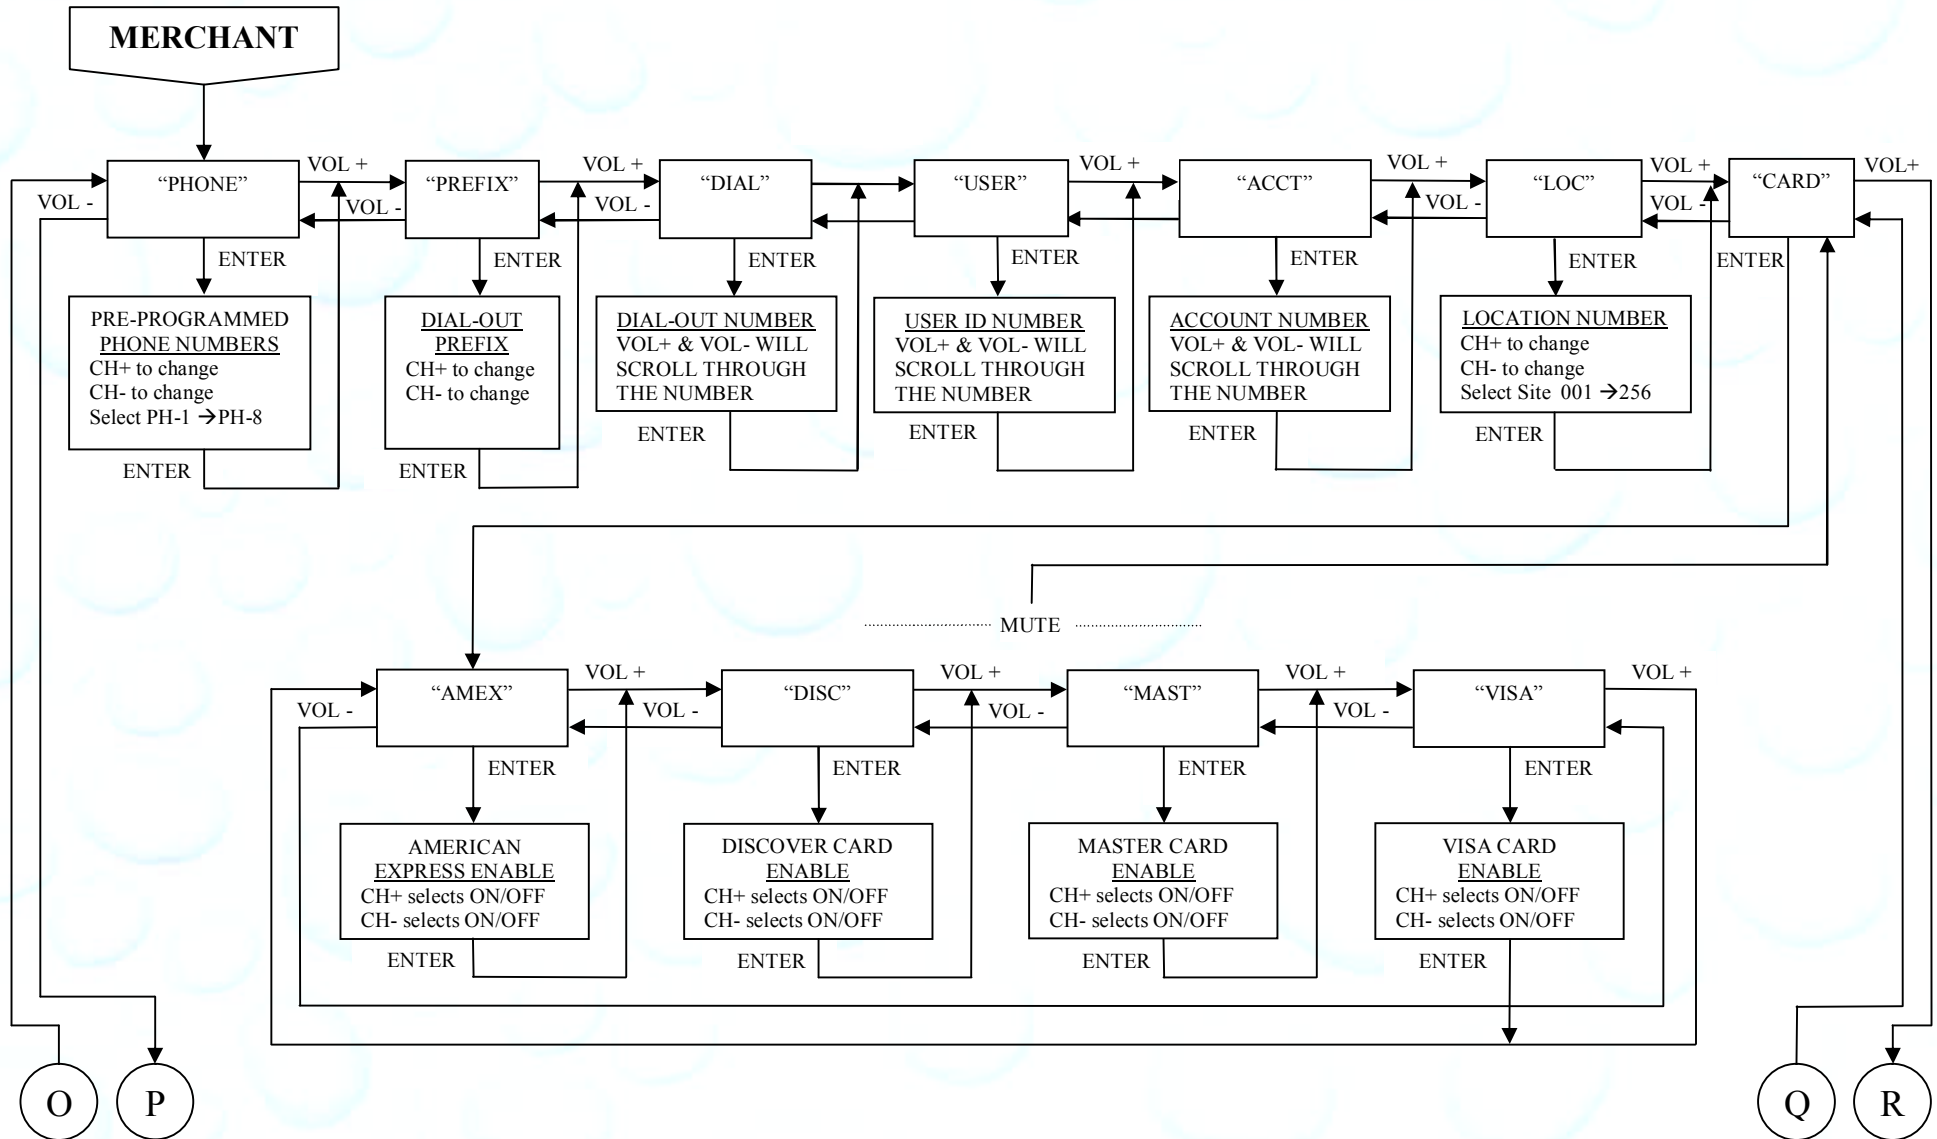 MERCHANT
VOL + VOL + VOL + VOL + VOL + VOL+
“PHONE” “PREFIX” “DIAL” “USER” “ACCT” “LOC” “CARD”
VOL - VOL - VOL - VOL - VOL -
ENTER ENTER ENTER ENTER ENTER ENTER ENTER
PRE-PROGRAMMED
PHONE NUMBERS
CH+ to change
CH- to change
Select PH-1 →PH-8
ENTER
DIAL-OUT
PREFIX
CH+ to change
CH- to change
ENTER
DIAL-OUT NUMBER
VOL+ & VOL- WILL
SCROLL THROUGH
THE NUMBER
ENTER
USER ID NUMBER
VOL+ & VOL- WILL
SCROLL THROUGH
THE NUMBER
ENTER
ACCOUNT NUMBER
VOL+ & VOL- WILL
SCROLL THROUGH
THE NUMBER
ENTER
LOCATION NUMBER
CH+ to change
CH- to change
Select Site 001 →256
ENTER
MUTE
VOL + VOL + VOL + VOL +
“AMEX” “DISC” “MAST” “VISA”
VOL - VOL - VOL - VOL -
ENTER ENTER ENTER ENTER
AMERICAN
EXPRESS ENABLE
CH+ selects ON/OFF
CH- selects ON/OFF
ENTER
DISCOVER CARD
ENABLE
CH+ selects ON/OFF
CH- selects ON/OFF
ENTER
MASTER CARD
ENABLE
CH+ selects ON/OFF
CH- selects ON/OFF
ENTER
VISA CARD
ENABLE
CH+ selects ON/OFF
CH- selects ON/OFF
ENTER
O P Q R